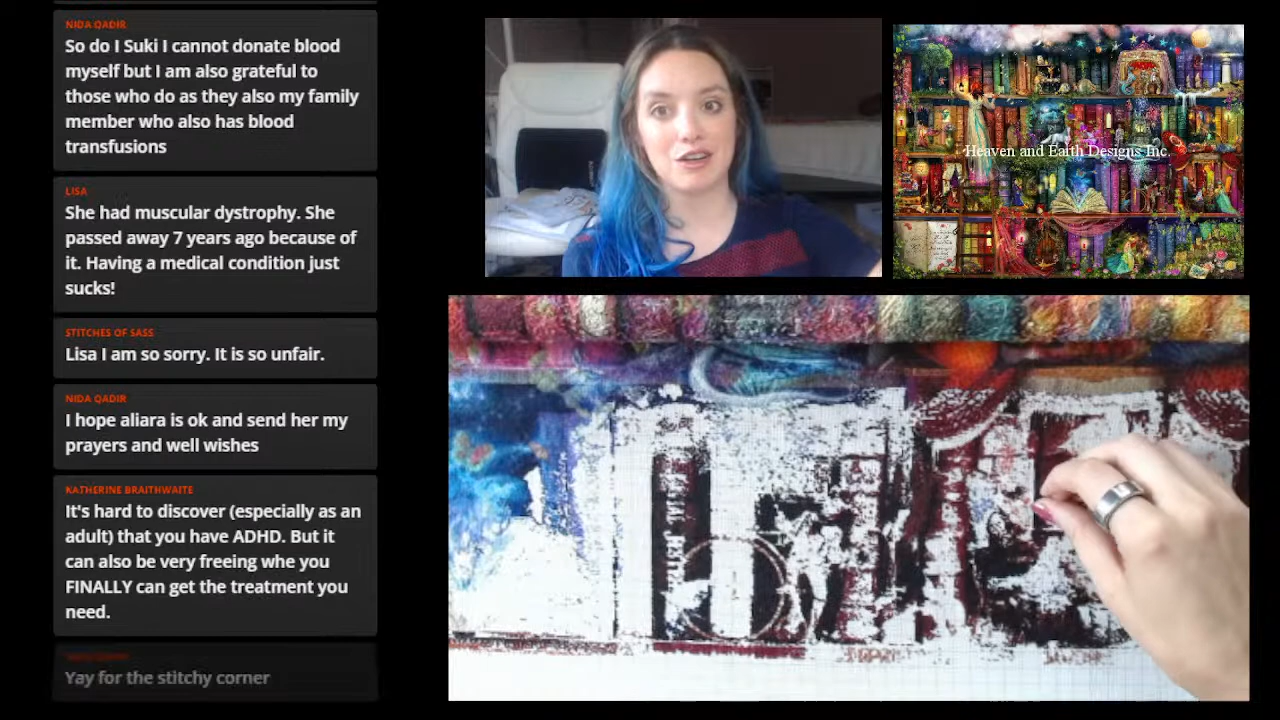 NIDA QADIR
So do I Suki I cannot donate blood
myself but I am also grateful to
those who do as they also my family
member who also has blood
transfusions
LISA
She had muscular dystrophy. She
passed away 7 years ago because of
it. Having a medical condition just
sucks!
STITCHES OF SASS
Lisa I am so sorry. It is so unfair.
NIDA QADIR
I hope aliara is ok and send her my
prayers and well wishes
KATHERINE BRAITHWAITE
It's hard to discover (especially as an
adult) that you have ADHD. But it
can also be very freeing whe you
FINALLY can get the treatment you
need.
Yay for the stitchy corner
Heaven and Earth Designs Inc.